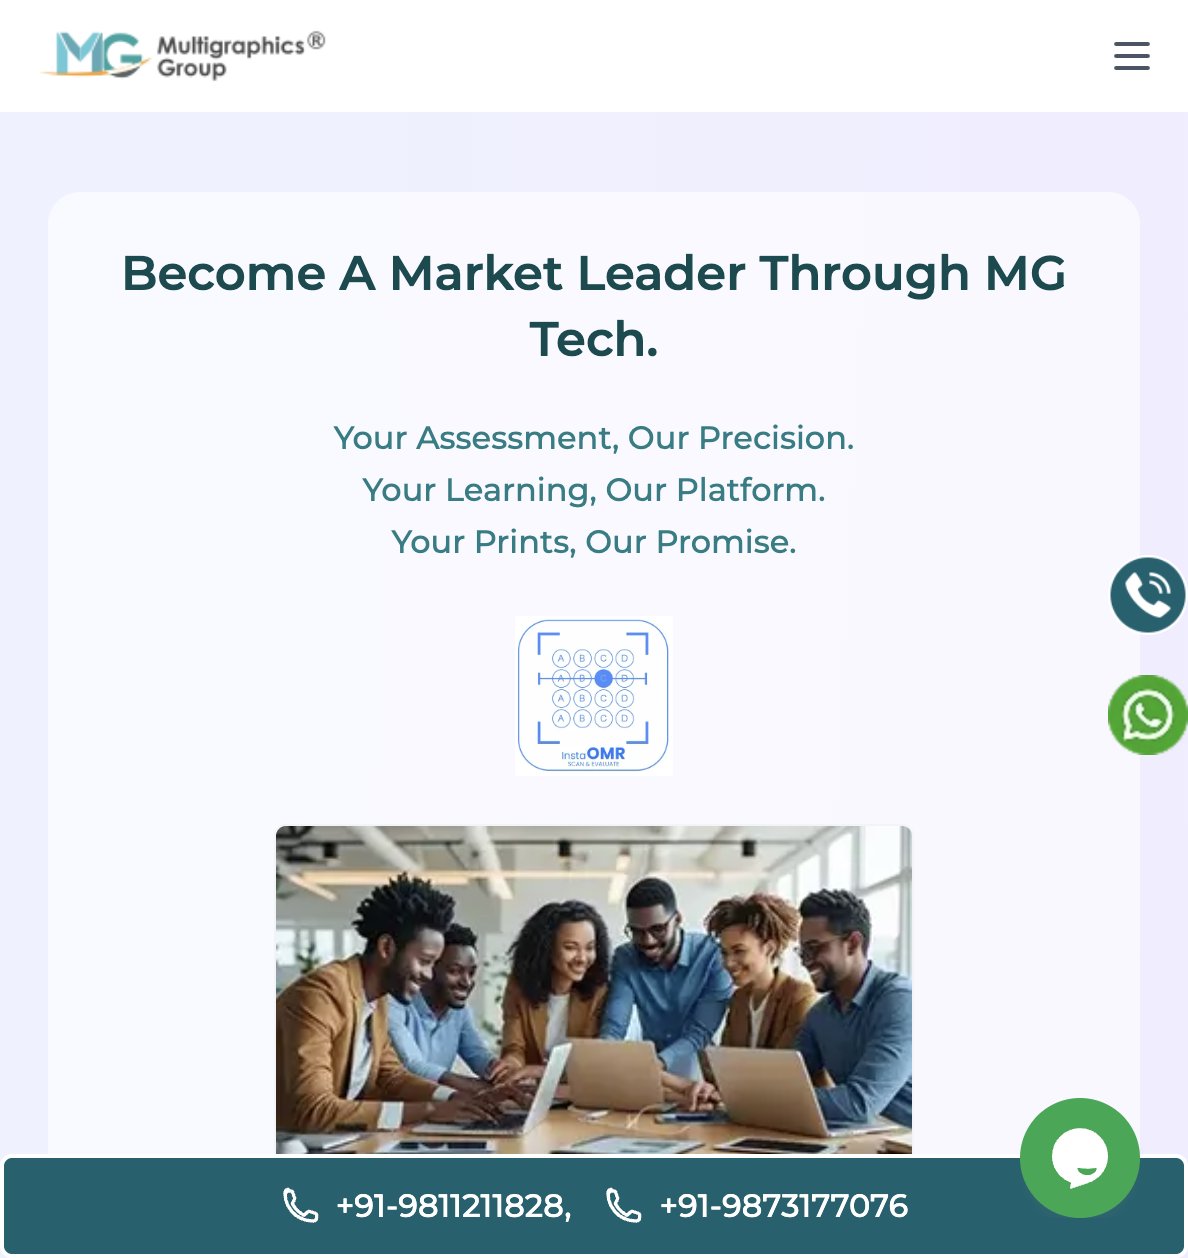 MG Multigraphics®
Group
Become A Market Leader Through MG
Tech.
Your Assessment, Our Precision.
Your Learning, Our Platform.
Your Prints, Our Promise.
A B C D
A B C D
A B C D
A B C D
InstaOMR
SCAN & EVALUATE
+91-9811211828, +91-9873177076